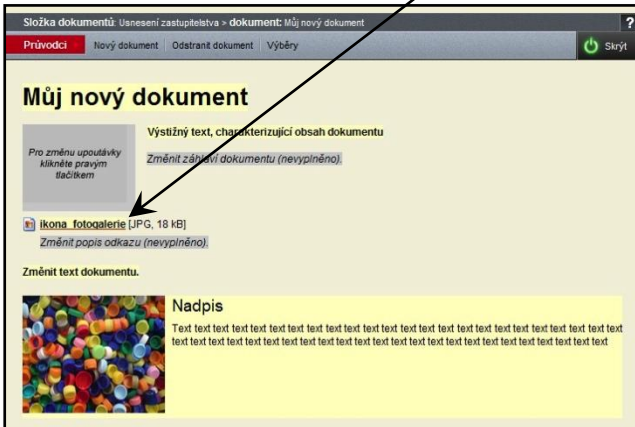 Složka dokumentů: Usnesení zastupitelstva > dokument: Můj nový dokument ?
Průvodci Nový dokument Odstranit dokument Výběry Skrýt
Můj nový dokument
Výstižný text, charakterizující obsah dokumentu
Pro změnu upoutávky
klikněte pravým
tlačítkem
Změnit záhlaví dokumentu (nevyplněno).
ikona_fotogalerie [JPG, 18 kB]
Změnit popis odkazu (nevyplněno).
Změnit text dokumentu.
Nadpis
Text text text text text text text text text text text text text text text text text text text text text text text text
text text text text text text text text text text text text text text text text text text text text text text text